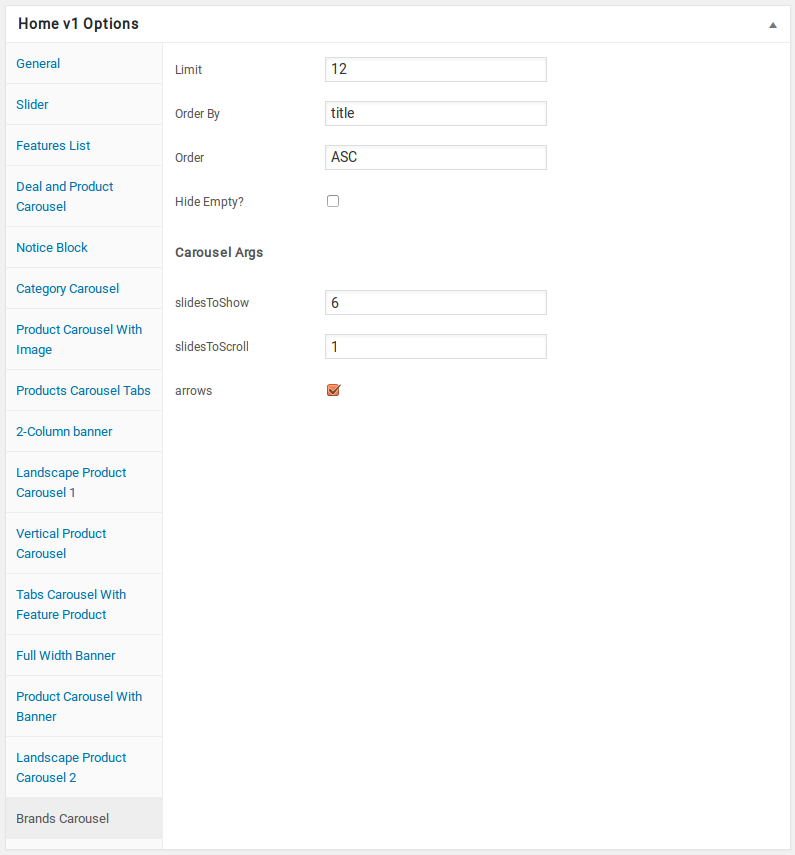 Home v1 Options
General
Slider
Features List
Deal and Product
Carousel
Notice Block
Category Carousel
Product Carousel With
Image
Products Carousel Tabs
2-Column banner
Landscape Product
Carousel 1
Vertical Product
Carousel
Tabs Carousel With
Feature Product
Full Width Banner
Product Carousel With
Banner
Landscape Product
Carousel 2
Brands Carousel
Limit 12
Order By title
Order ASC
Hide Empty?
Carousel Args
slidesToShow 6
slidesToScroll 1
arrows